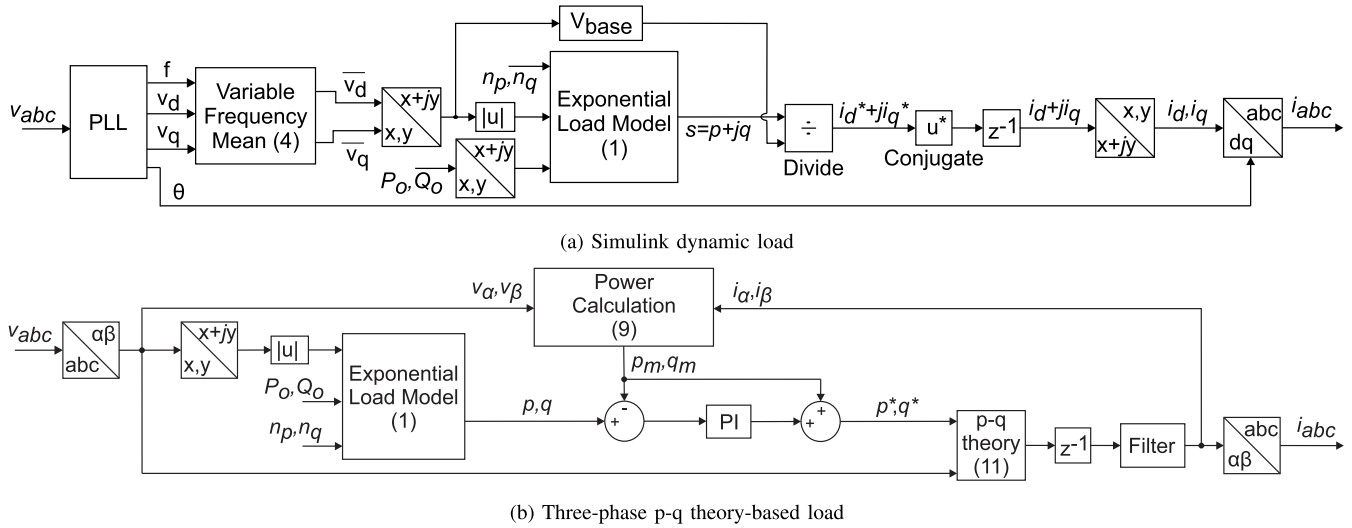 V_base
v_abc
PLL
f
v_d
v_q
θ
Variable
Frequency
Mean (4)
v̅_d
v̅_q
x+jy
x,y
|u|
n_p,n_q
P_o,Q_o
x+jy
x,y
Exponential
Load Model
(1)
s=p+jq
÷
Divide
i_d*+ji_q*
u*
Conjugate
z⁻¹
i_d+ji_q
x,y
x+jy
i_d,i_q
abc
dq
i_abc
(a) Simulink dynamic load
v_abc
αβ
abc
x+jy
x,y
|u|
P_o,Q_o
n_p,n_q
Exponential
Load Model
(1)
v_α,v_β
Power
Calculation
(9)
i_α,i_β
p_m,q_m
p,q
-
+
PI
+
+
p*,q*
p-q
theory
(11)
z⁻¹
Filter
abc
αβ
i_abc
(b) Three-phase p-q theory-based load